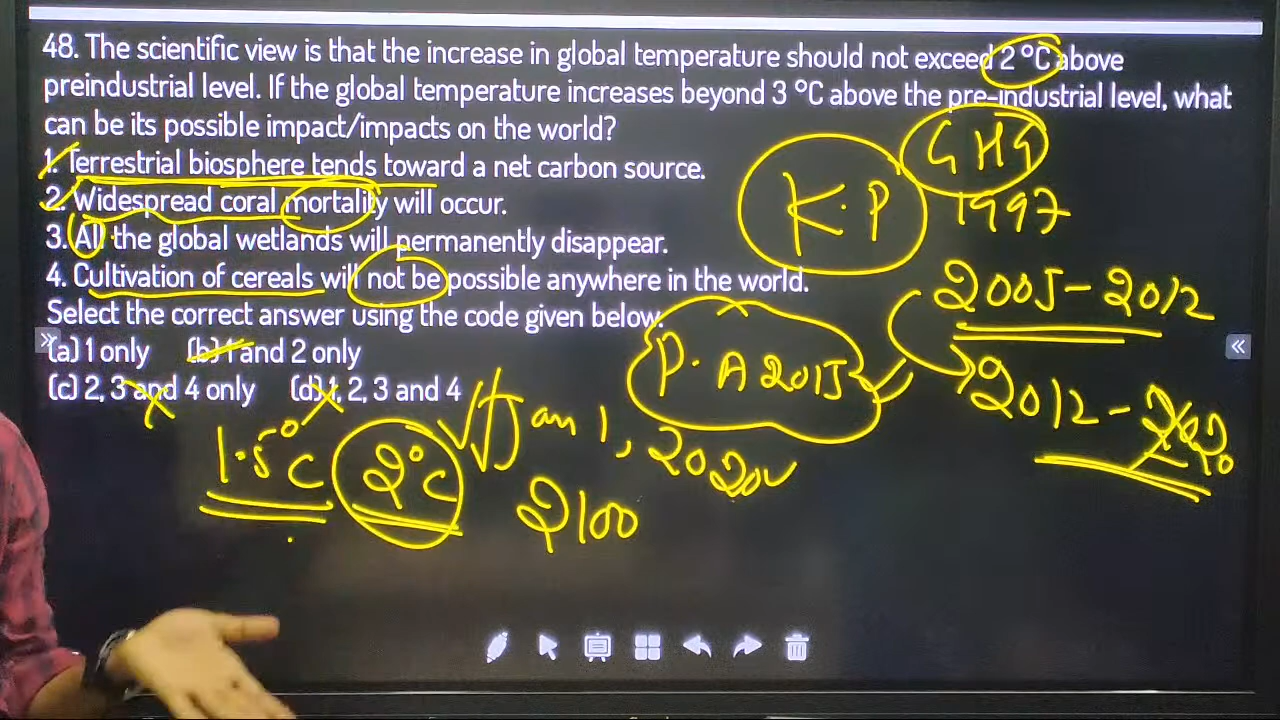 48. The scientific view is that the increase in global temperature should not exceed 2 °C above
preindustrial level. If the global temperature increases beyond 3 °C above the pre-industrial level, what
can be its possible impact/impacts on the world?
1. Terrestrial biosphere tends toward a net carbon source.
2. Widespread coral mortality will occur.
3. All the global wetlands will permanently disappear.
4. Cultivation of cereals will not be possible anywhere in the world.
Select the correct answer using the code given below.
(a) 1 only (b) 1 and 2 only
(c) 2, 3 and 4 only (d) 1, 2, 3 and 4
GHG
K.P
1997
2005-2012
P.A 2015
2012-2020
Jan 1, 2020
1.5°C 2°C
2100